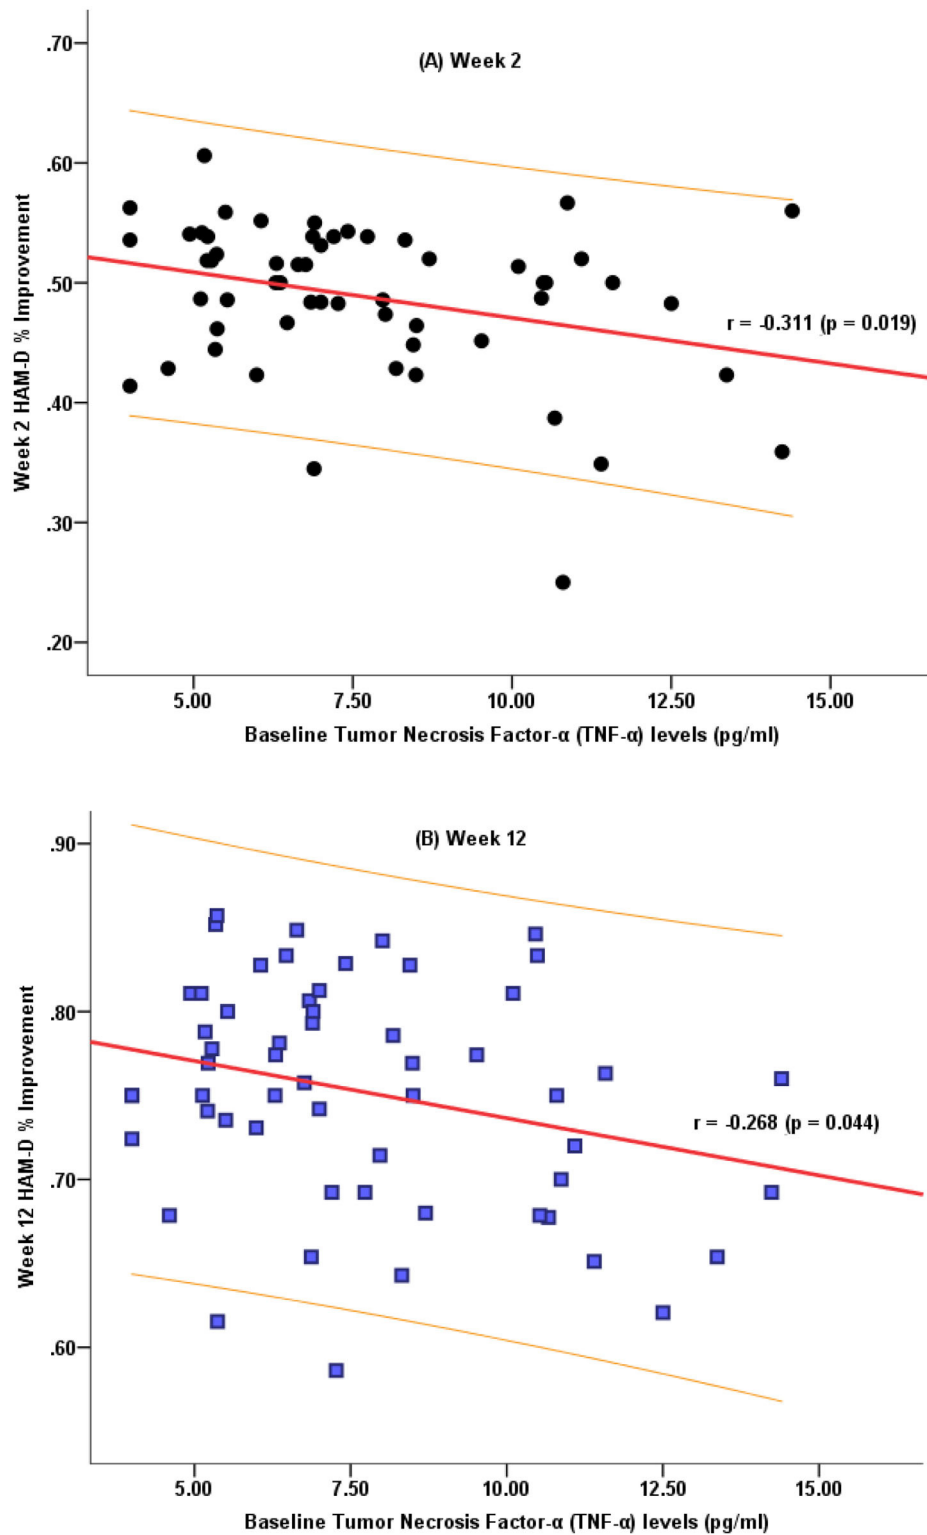 (A) Week 2
.70
.60
.50
.40
.30
.20
Week 2 HAM-D % Improvement
r = -0.311 (p = 0.019)
5.00 7.50 10.00 12.50 15.00
Baseline Tumor Necrosis Factor-α (TNF-α) levels (pg/ml)
(B) Week 12
.90
.80
.70
.60
Week 12 HAM-D % Improvement
r = -0.268 (p = 0.044)
5.00 7.50 10.00 12.50 15.00
Baseline Tumor Necrosis Factor-α (TNF-α) levels (pg/ml)